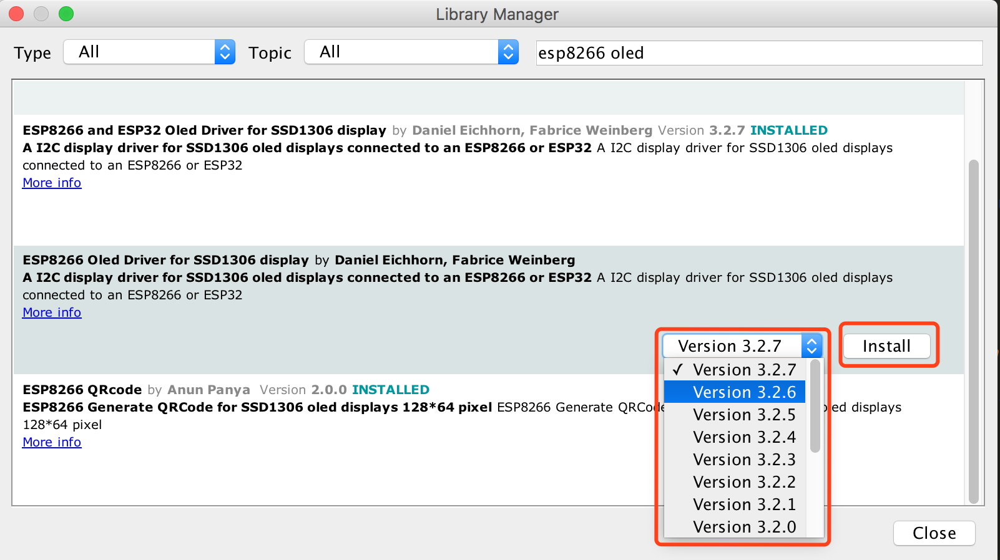 Library Manager
Type All Topic All esp8266 oled
ESP8266 and ESP32 Oled Driver for SSD1306 display by Daniel Eichhorn, Fabrice Weinberg Version 3.2.7 INSTALLED
A I2C display driver for SSD1306 oled displays connected to an ESP8266 or ESP32 A I2C display driver for SSD1306 oled displays
connected to an ESP8266 or ESP32
More info
ESP8266 Oled Driver for SSD1306 display by Daniel Eichhorn, Fabrice Weinberg
A I2C display driver for SSD1306 oled displays connected to an ESP8266 or ESP32 A I2C display driver for SSD1306 oled displays
connected to an ESP8266 or ESP32
More info
Version 3.2.7 Install
✓ Version 3.2.7
Version 3.2.6
Version 3.2.5
Version 3.2.4
Version 3.2.3
Version 3.2.2
Version 3.2.1
Version 3.2.0
ESP8266 QRcode by Anun Panya Version 2.0.0 INSTALLED
ESP8266 Generate QRCode for SSD1306 oled displays 128*64 pixel ESP8266 Generate QRCode oled displays
128*64 pixel
More info
Close